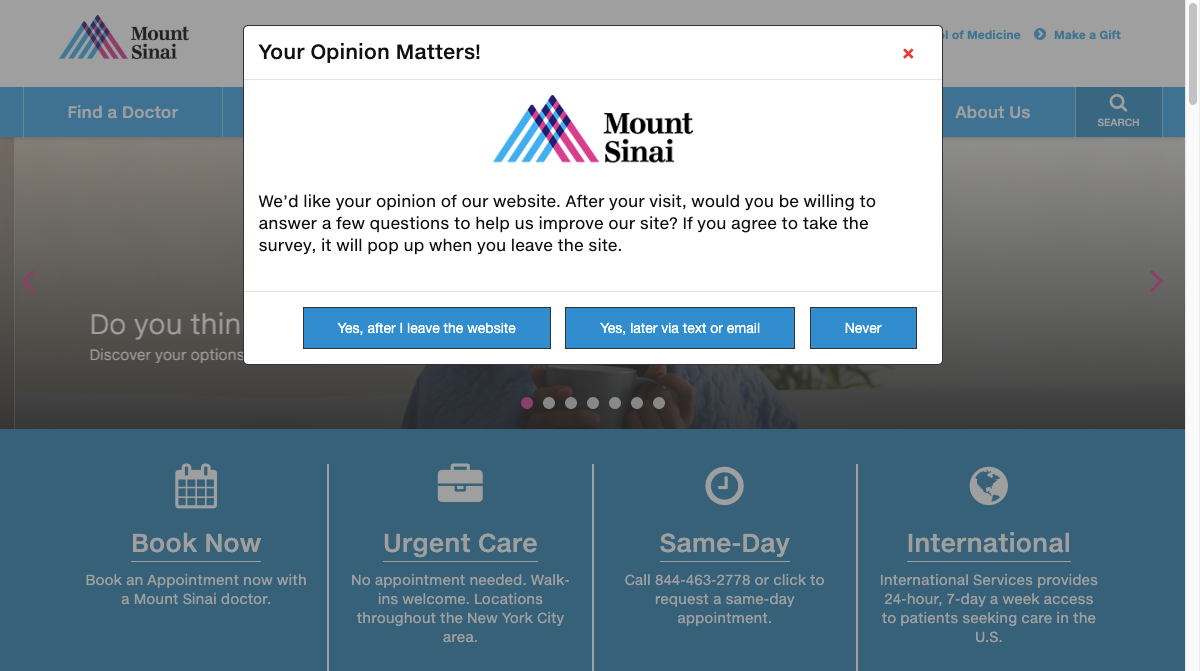 Mount
Sinai
Your Opinion Matters!
of Medicine
Make a Gift
Find a Doctor
About Us
SEARCH
Mount
Sinai
We'd like your opinion of our website. After your visit, would you be willing to
answer a few questions to help us improve our site? If you agree to take the
survey, it will pop up when you leave the site.
Do you thin
Discover your options
Yes, after I leave the website
Yes, later via text or email
Never
Book Now
Book an Appointment now with
a Mount Sinai doctor.
Urgent Care
No appointment needed. Walk-
ins welcome. Locations
throughout the New York City
area.
Same-Day
Call 844-463-2778 or click to
request a same-day
appointment.
International
International Services provides
24-hour, 7-day a week access
to patients seeking care in the
U.S.